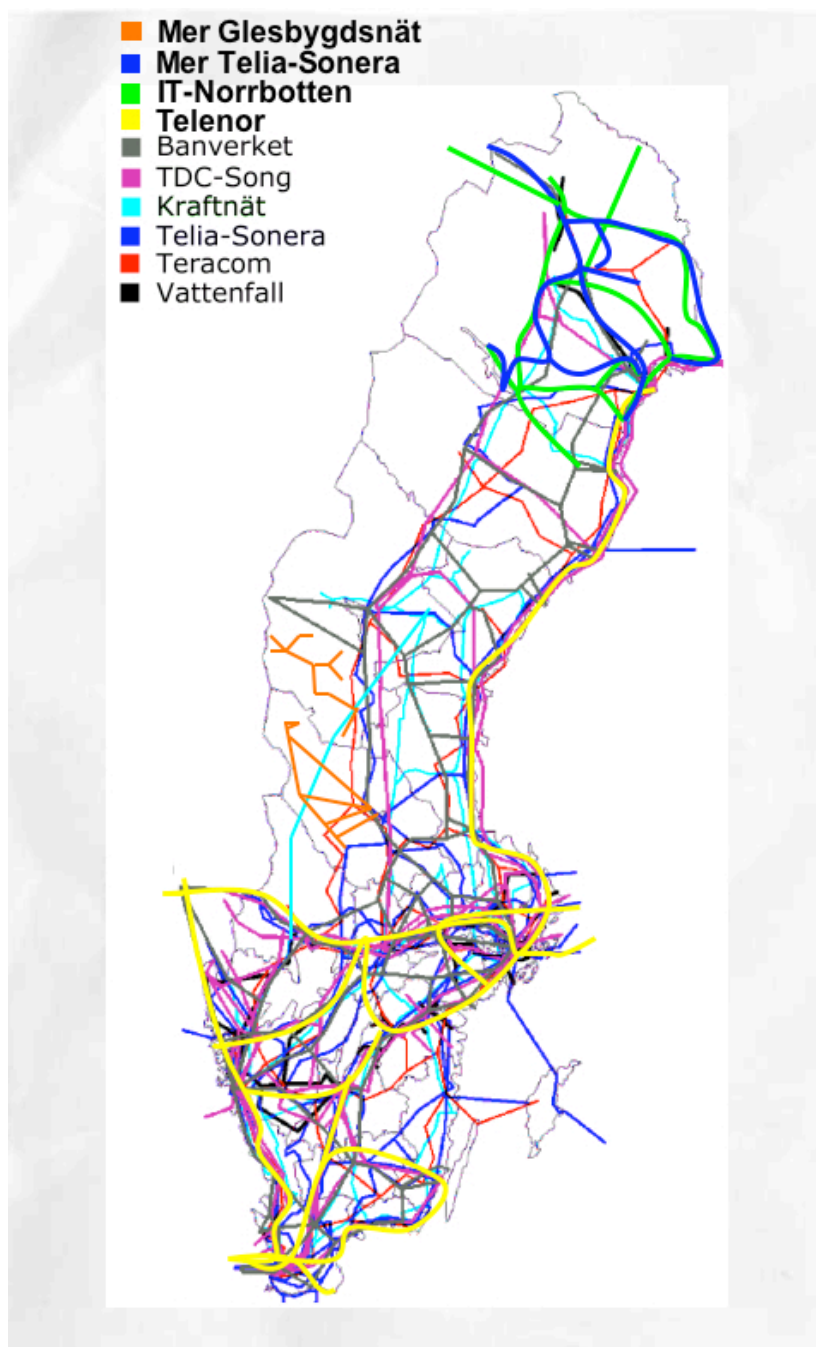 Mer Glesbygdsnät
Mer Telia-Sonera
IT-Norrbotten
Telenor
Banverket
TDC-Song
Kraftnät
Telia-Sonera
Teracom
Vattenfall